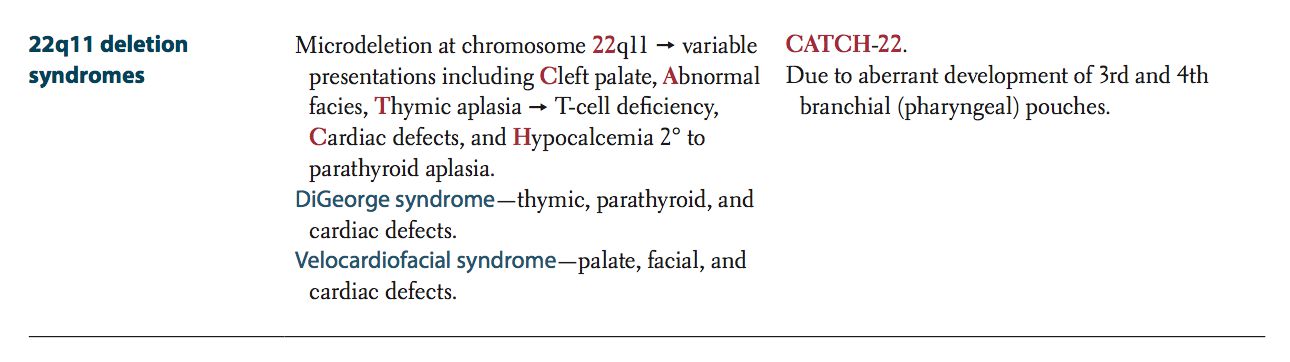 22q11 deletion
syndromes
Microdeletion at chromosome 22q11 → variable
presentations including Cleft palate, Abnormal
facies, Thymic aplasia → T-cell deficiency,
Cardiac defects, and Hypocalcemia 2° to
parathyroid aplasia.
DiGeorge syndrome—thymic, parathyroid, and
cardiac defects.
Velocardiofacial syndrome—palate, facial, and
cardiac defects.
CATCH-22.
Due to aberrant development of 3rd and 4th
branchial (pharyngeal) pouches.